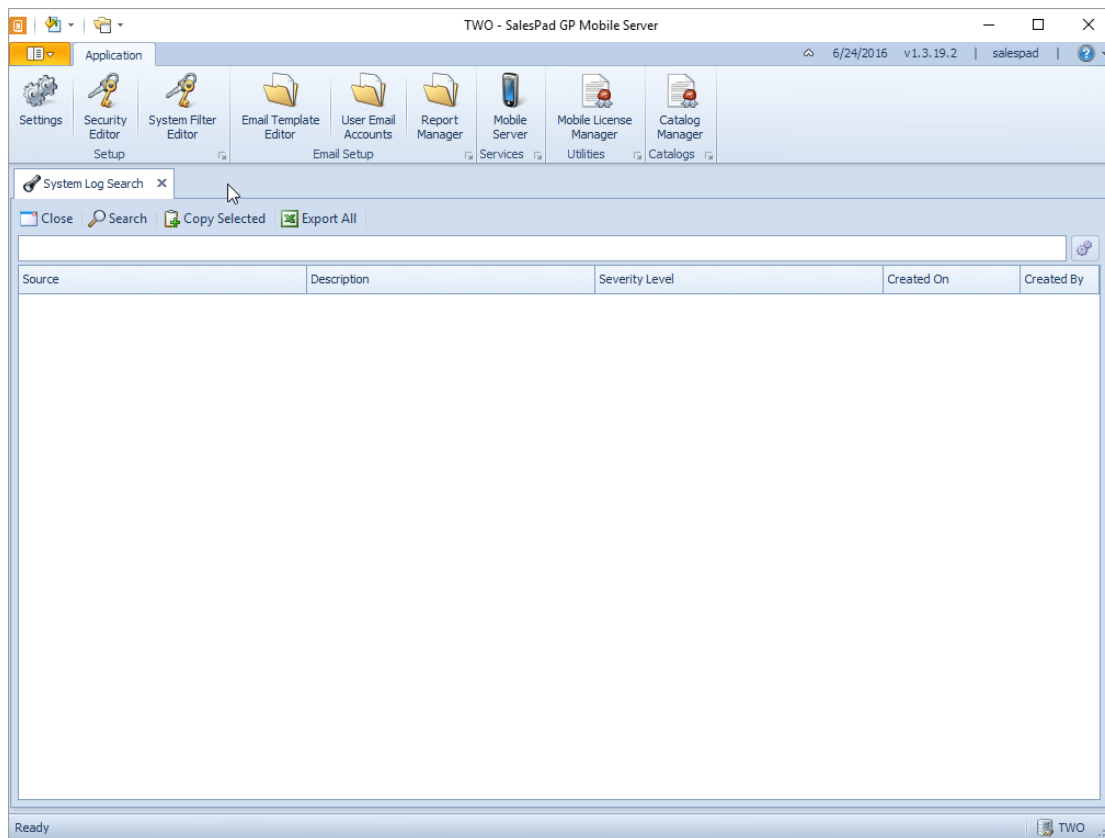 TWO - SalesPad GP Mobile Server
Application
6/24/2016 v1.3.19.2 | salespad |
Settings
Security Editor
System Filter Editor
Setup
Email Template Editor
User Email Accounts
Report Manager
Email Setup
Mobile Server
Services
Mobile License Manager
Utilities
Catalog Manager
Catalogs
System Log Search
Close Search Copy Selected Export All
Source Description Severity Level Created On Created By
Ready TWO